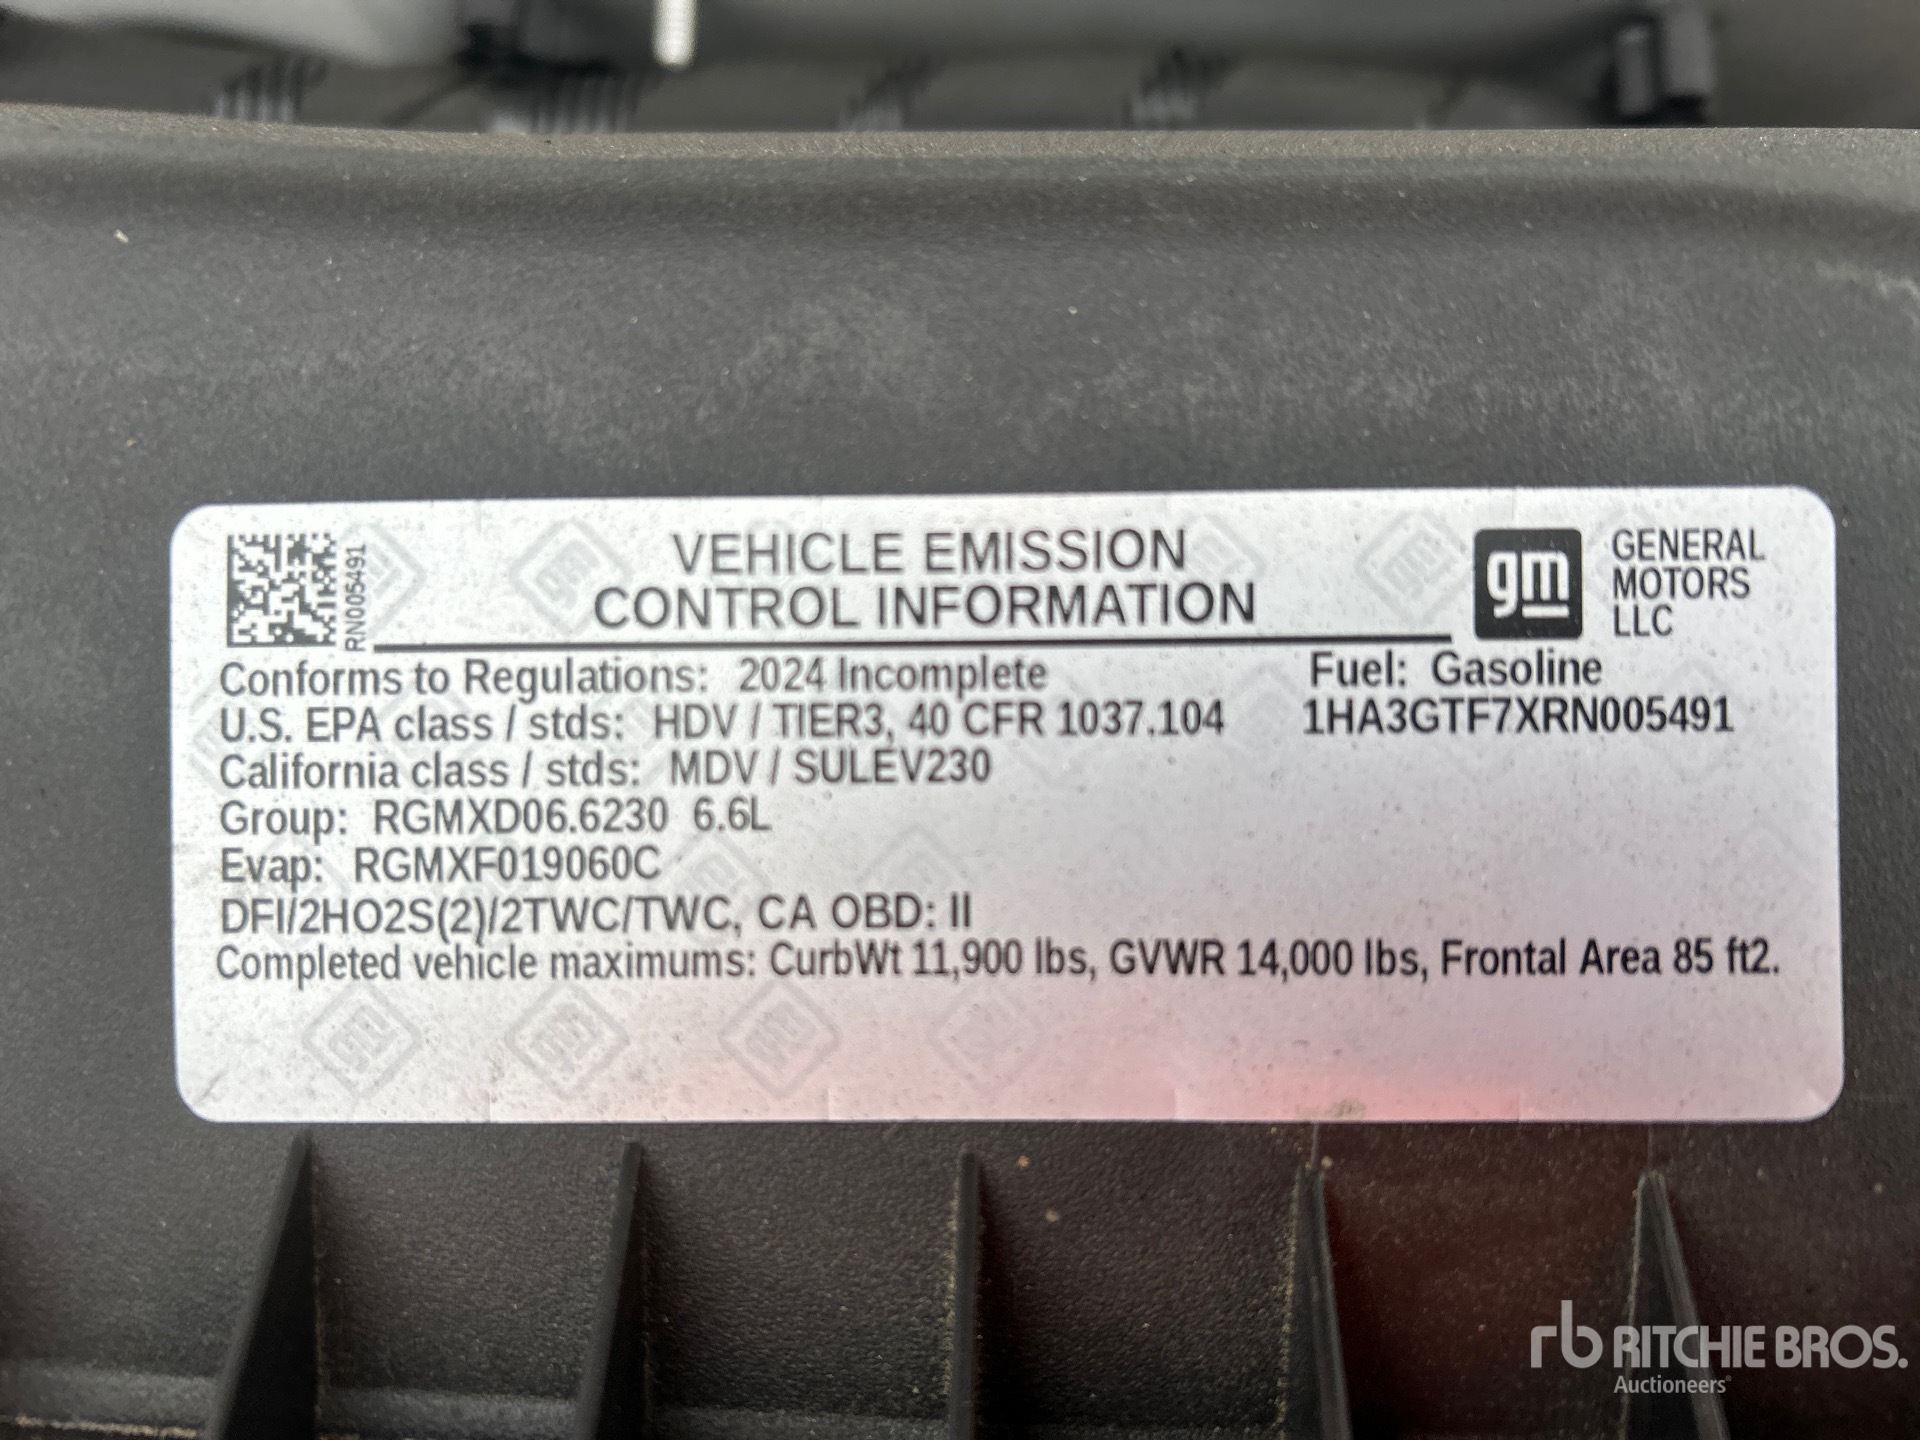 RN005491
VEHICLE EMISSION
CONTROL INFORMATION
gm
GENERAL
MOTORS
LLC
Conforms to Regulations: 2024 Incomplete
Fuel: Gasoline
U.S. EPA class / stds: HDV / TIER3, 40 CFR 1037.104
1HA3GTF7XRN005491
California class / stds: MDV / SULEV230
Group: RGMXD06.6230 6.6L
Evap: RGMXF019060C
DFI/2HO2S(2)/2TWC/TWC, CA OBD: II
Completed vehicle maximums: CurbWt 11,900 lbs, GVWR 14,000 lbs, Frontal Area 85 ft2.
rb RITCHIE BROS.
Auctioneers